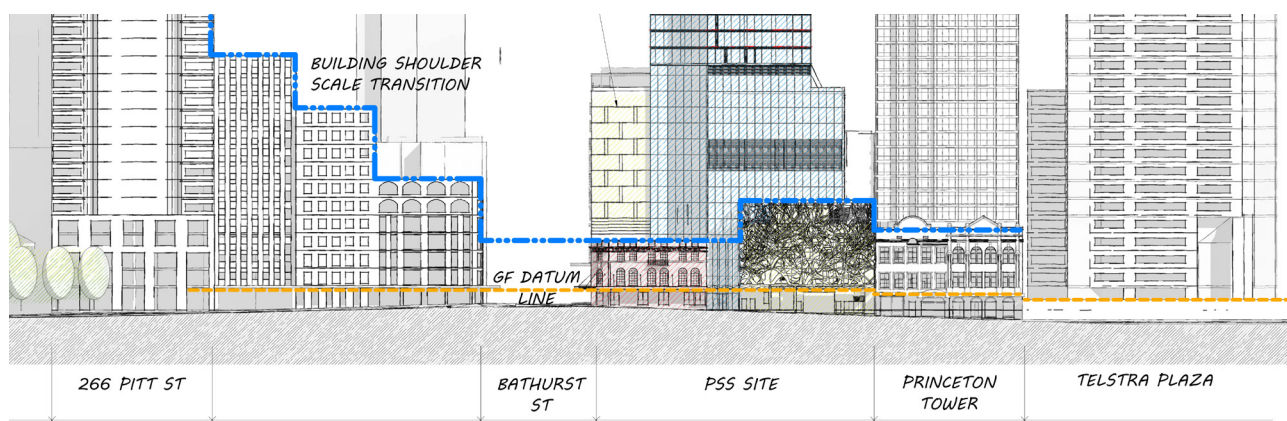 BUILDING SHOULDER
SCALE TRANSITION
GF DATUM
LINE
266 PITT ST
BATHURST
ST
PSS SITE
PRINCETON
TOWER
TELSTRA PLAZA